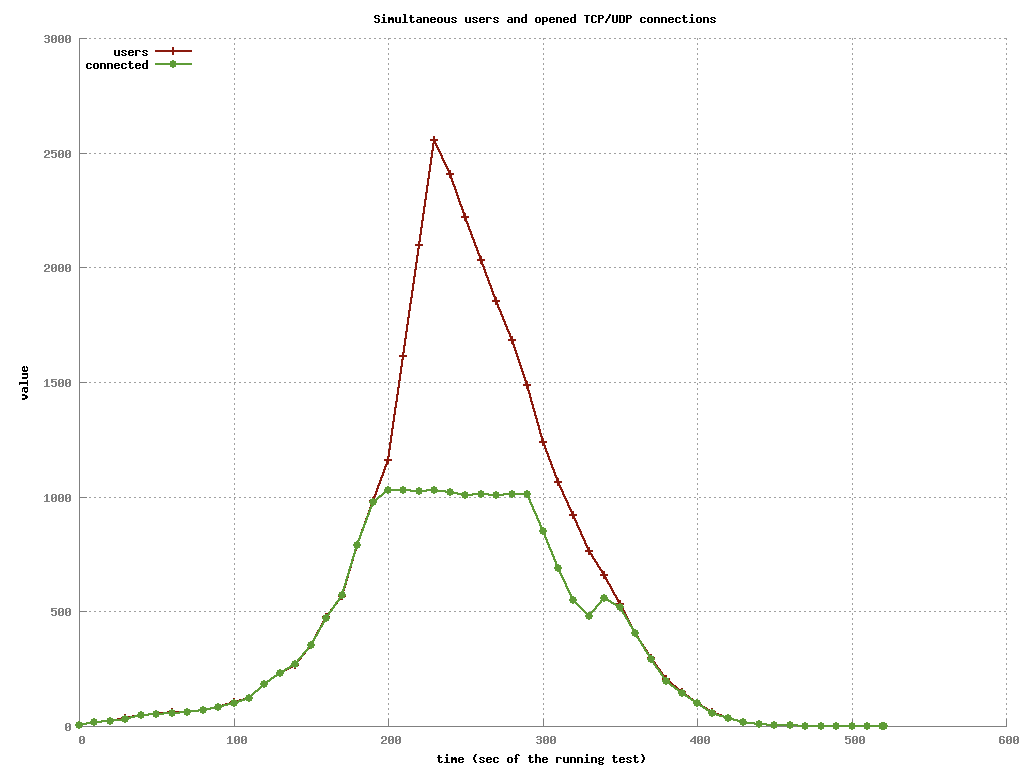 Simultaneous users and opened TCP/UDP connections
3000
users
connected
2500
2000
1500
value
1000
500
0
0 100 200 300 400 500 600
time (sec of the running test)